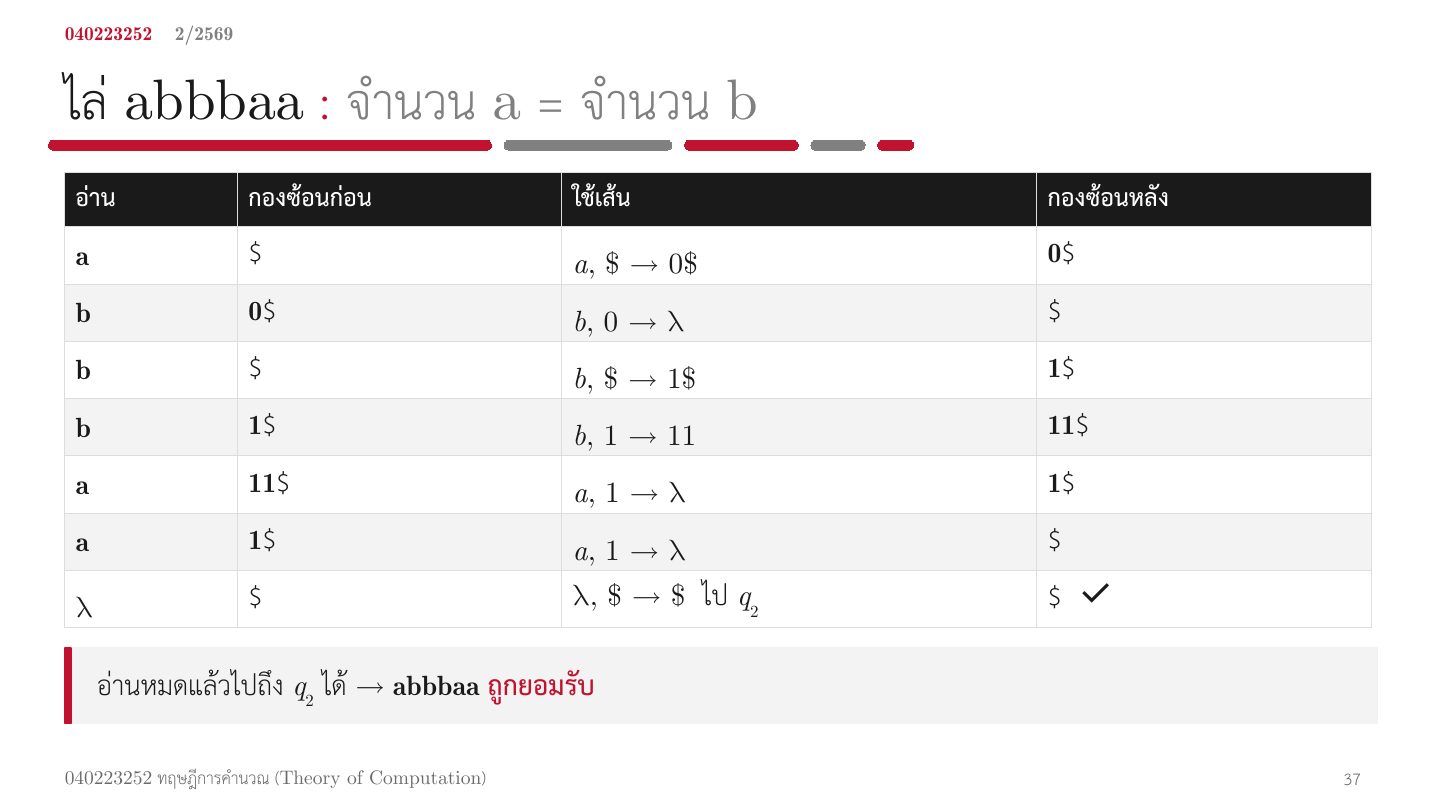 040223252 2/2569
ไล่ abbbaa : จำนวน a = จำนวน b
อ่าน กองซ้อนก่อน ใช้เส้น กองซ้อนหลัง
a $ a, $ → 0$ 0$
b 0$ b, 0 → λ $
b $ b, $ → 1$ 1$
b 1$ b, 1 → 11 11$
a 11$ a, 1 → λ 1$
a 1$ a, 1 → λ $
λ $ λ, $ → $ ไป q₂ $ ✓
อ่านหมดแล้วไปถึง q₂ ได้ → abbbaa ถูกยอมรับ
040223252 ทฤษฎีการคำนวณ (Theory of Computation) 37